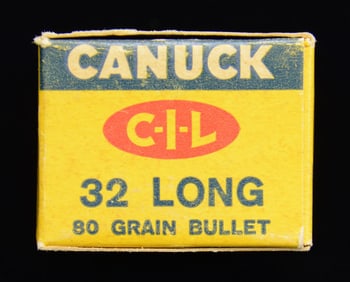 CANUCK
C-I-L
32 LONG
80 GRAIN BULLET